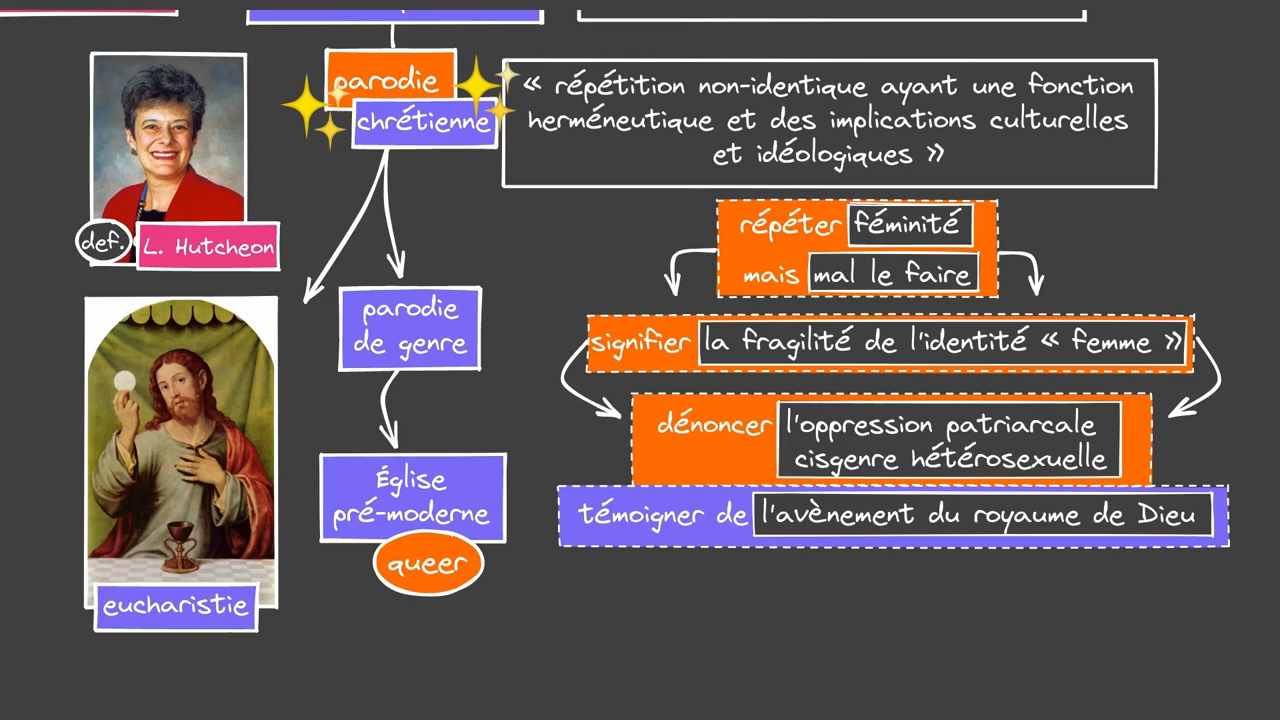 parodie
chrétienne
« répétition non-identique ayant une fonction
herméneutique et des implications culturelles
et idéologiques »
def.
L. Hutcheon
répéter féminité
mais mal le faire
parodie
de genre
signifier la fragilité de l'identité « femme »
dénoncer l'oppression patriarcale
cisgenre hétérosexuelle
Église
pré-moderne
queer
témoigner de l'avènement du royaume de Dieu
eucharistie